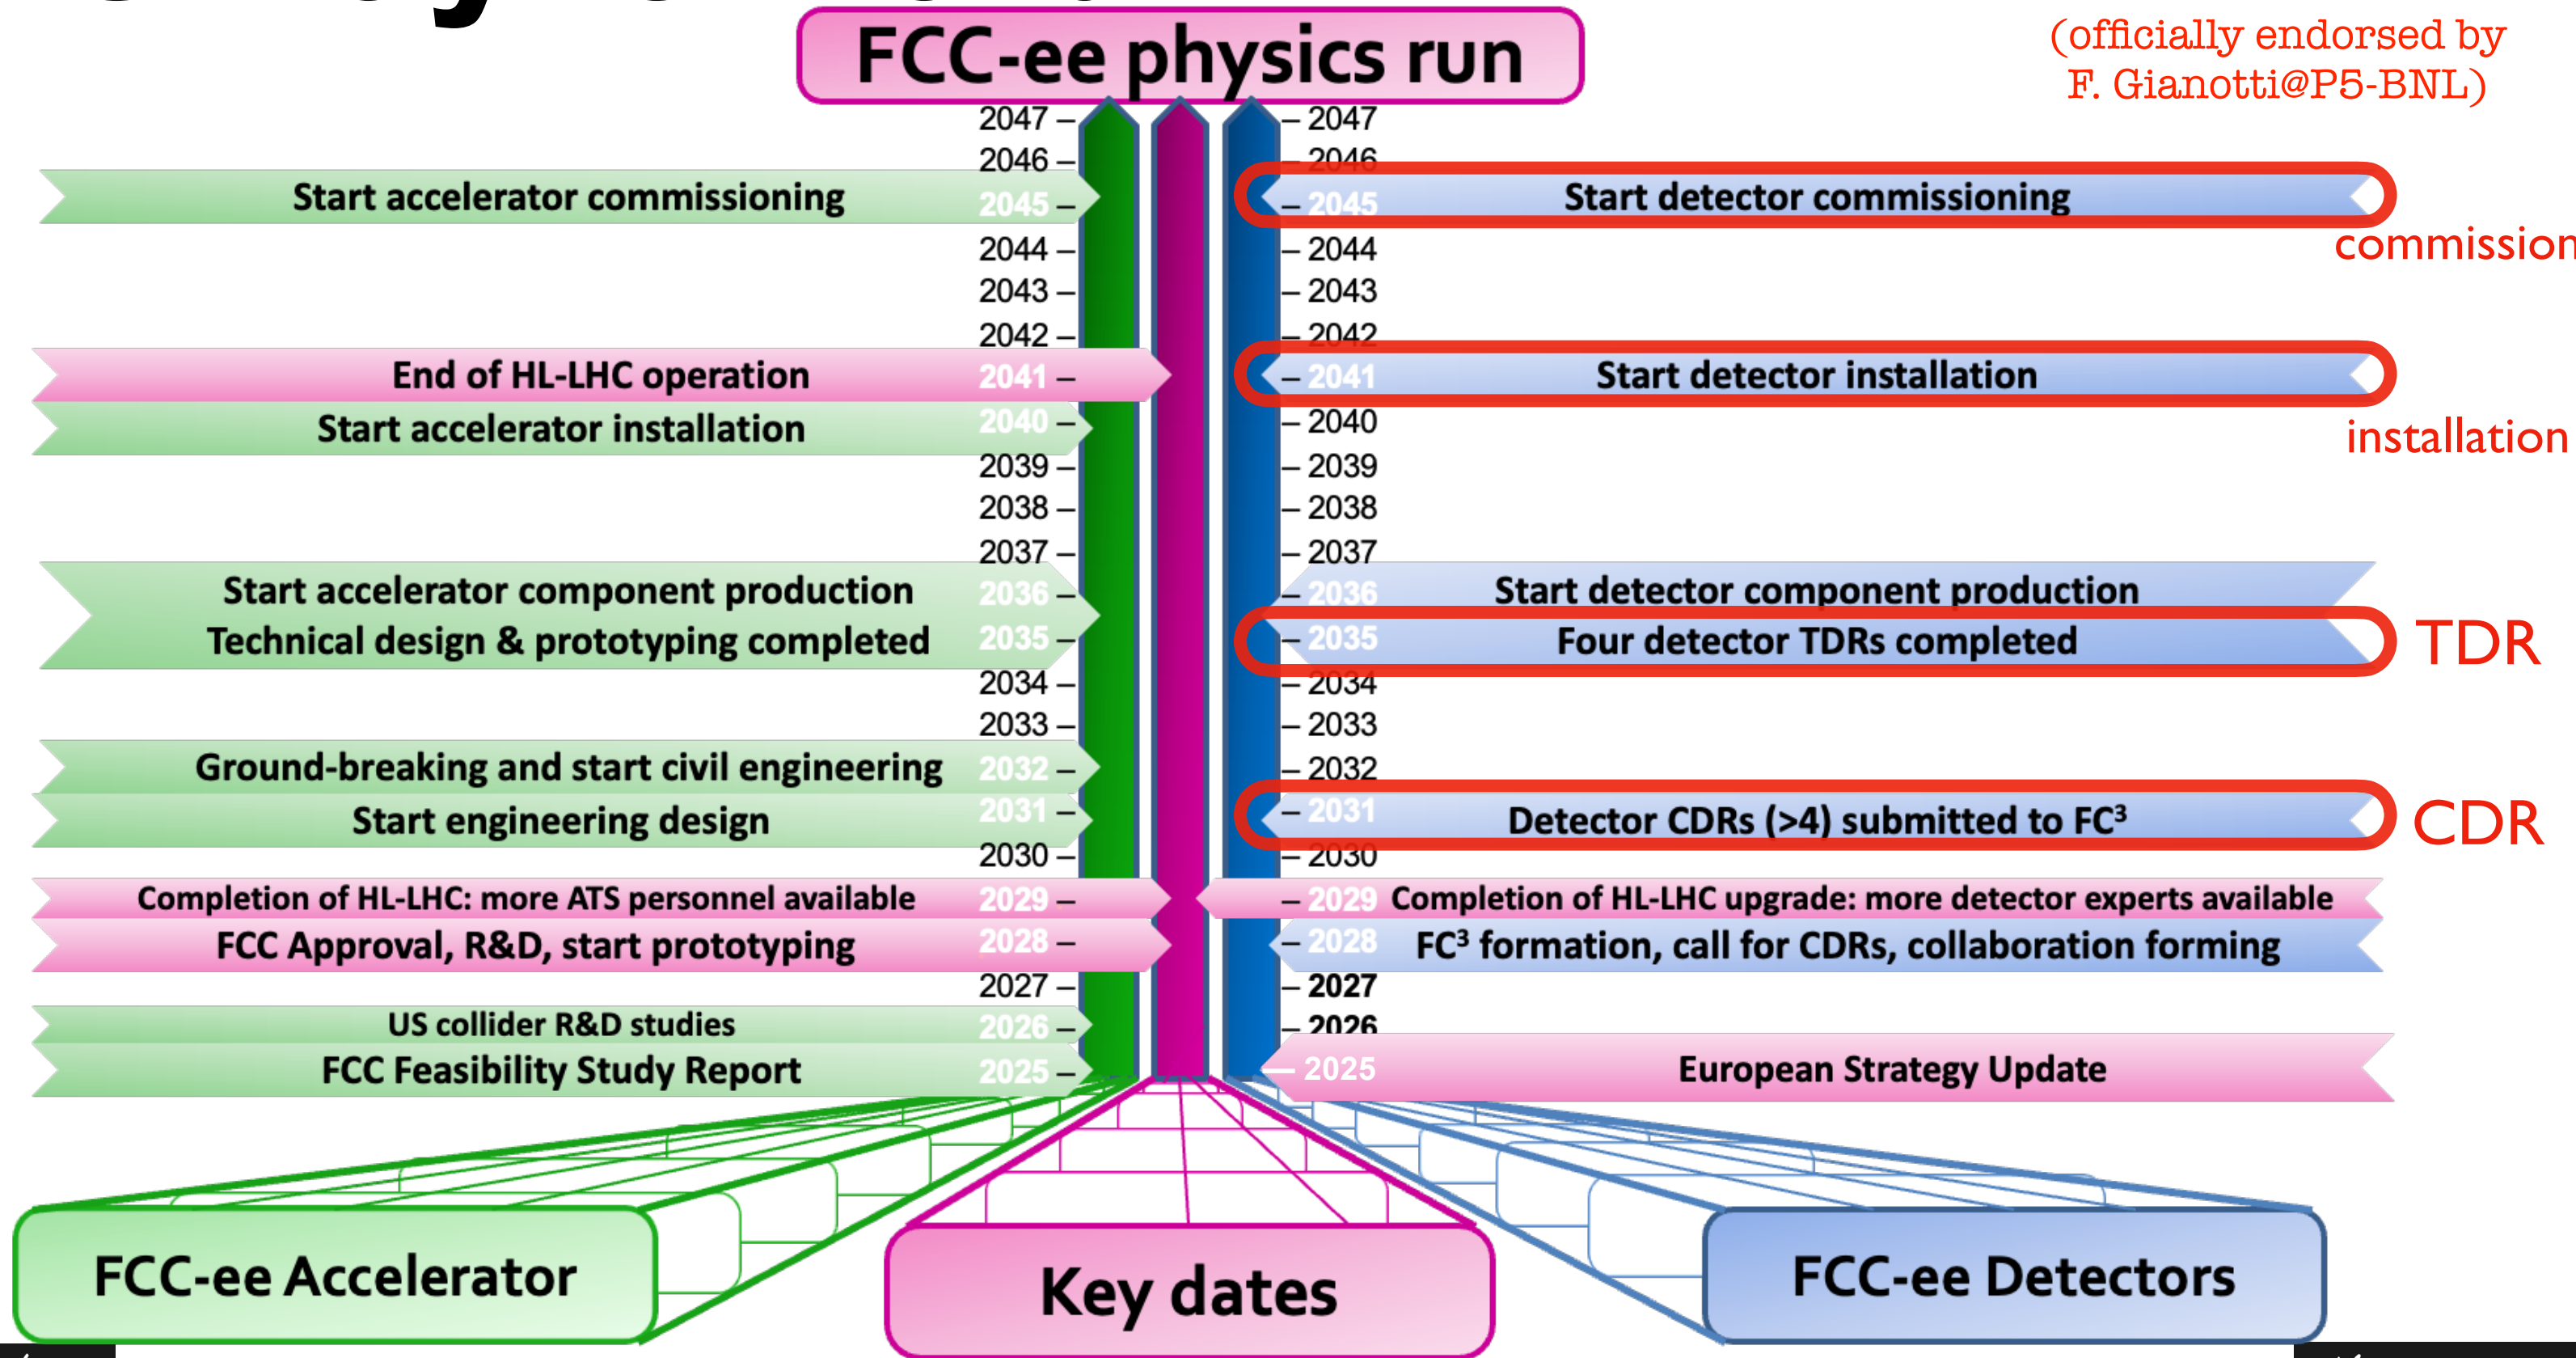 FCC-ee physics run
(officially endorsed by
F. Gianotti@P5-BNL)
2047 – – 2047
2046 – – 2046
Start accelerator commissioning 2045 – – 2045 Start detector commissioning
commission
2044 – – 2044
2043 – – 2043
2042 – – 2042
End of HL-LHC operation 2041 – – 2041 Start detector installation
Start accelerator installation 2040 – – 2040
installation
2039 – – 2039
2038 – – 2038
2037 – – 2037
Start accelerator component production 2036 – – 2036 Start detector component production
Technical design & prototyping completed 2035 – – 2035 Four detector TDRs completed TDR
2034 – – 2034
2033 – – 2033
Ground-breaking and start civil engineering 2032 – – 2032
Start engineering design 2031 – – 2031 Detector CDRs (>4) submitted to FC³ CDR
2030 – – 2030
Completion of HL-LHC: more ATS personnel available 2029 – – 2029 Completion of HL-LHC upgrade: more detector experts available
FCC Approval, R&D, start prototyping 2028 – – 2028 FC³ formation, call for CDRs, collaboration forming
2027 – – 2027
US collider R&D studies 2026 – – 2026
FCC Feasibility Study Report 2025 – — 2025 European Strategy Update
FCC-ee Accelerator
Key dates
FCC-ee Detectors